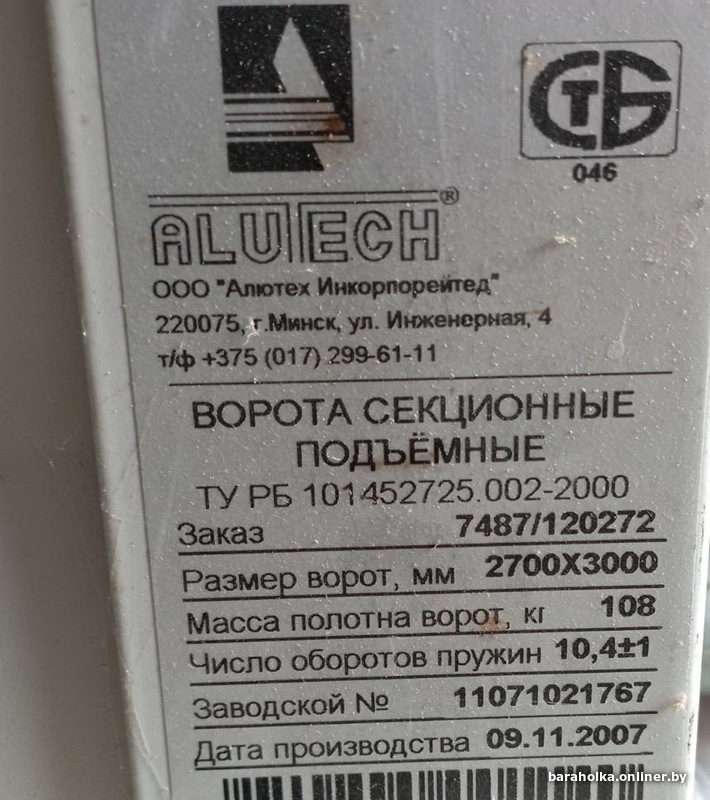 СТБ
046
ALUTECH®
ООО "Алютех Инкорпорейтед"
220075, г.Минск, ул. Инженерная, 4
т/ф +375 (017) 299-61-11
ВОРОТА СЕКЦИОННЫЕ
ПОДЪЁМНЫЕ
ТУ РБ 101452725.002-2000
Заказ 7487/120272
Размер ворот, мм 2700X3000
Масса полотна ворот, кг 108
Число оборотов пружин 10,4±1
Заводской № 11071021767
Дата производства 09.11.2007
baraholka.onliner.by